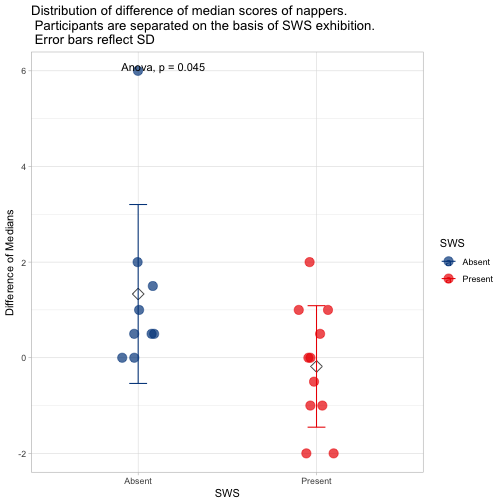 Distribution of difference of median scores of nappers.
Participants are separated on the basis of SWS exhibition.
Error bars reflect SD
Anova, p = 0.045
6
4
2
0
-2
Difference of Medians
Absent
Present
SWS
SWS
Absent
Present